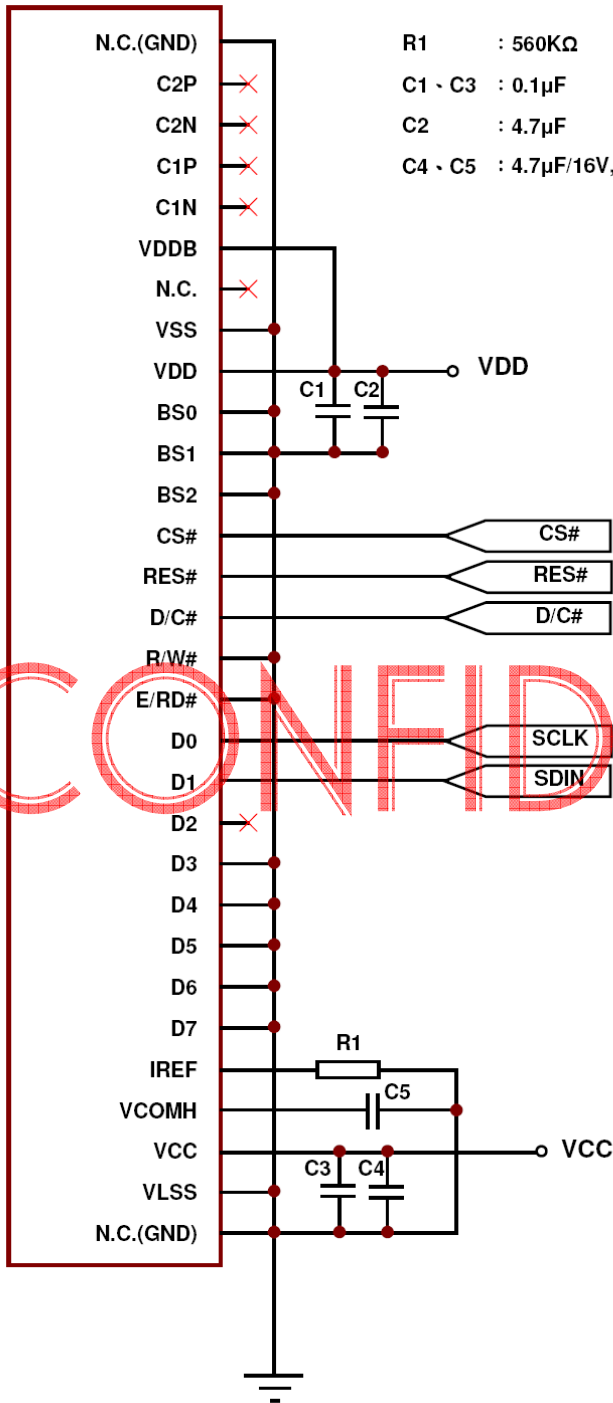 N.C.(GND)
C2P
C2N
C1P
C1N
VDDB
N.C.
VSS
VDD
BS0
BS1
BS2
CS#
RES#
D/C#
R/W#
E/RD#
D0
D1
D2
D3
D4
D5
D6
D7
IREF
VCOMH
VCC
VLSS
N.C.(GND)
R1 : 560KΩ
C1、C3 : 0.1μF
C2 : 4.7μF
C4、C5 : 4.7μF/16V,
C1
C2
VDD
CS#
RES#
D/C#
SCLK
SDIN
CONFID
R1
C5
C3
C4
VCC